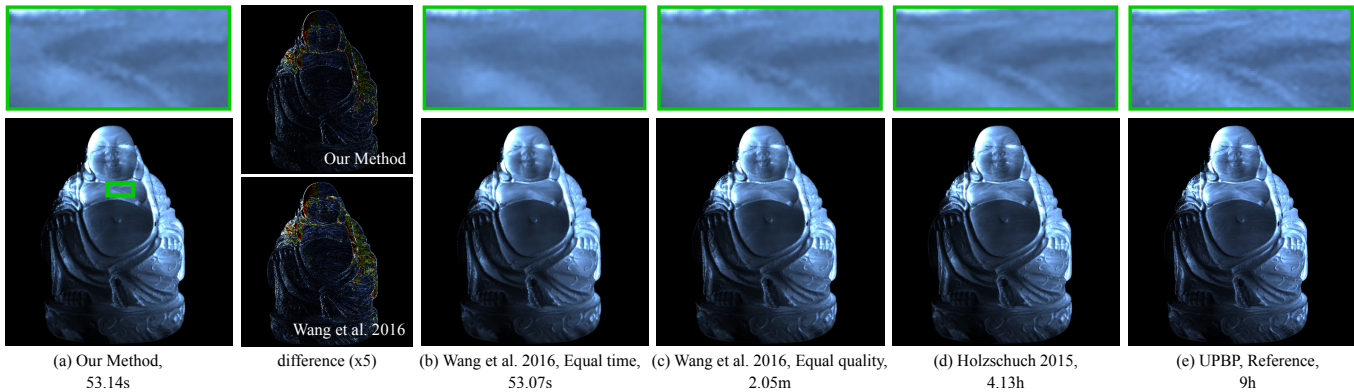 Our Method
Wang et al. 2016
(a) Our Method,
53.14s
difference (x5)
(b) Wang et al. 2016, Equal time,
53.07s
(c) Wang et al. 2016, Equal quality,
2.05m
(d) Holzschuch 2015,
4.13h
(e) UPBP, Reference,
9h